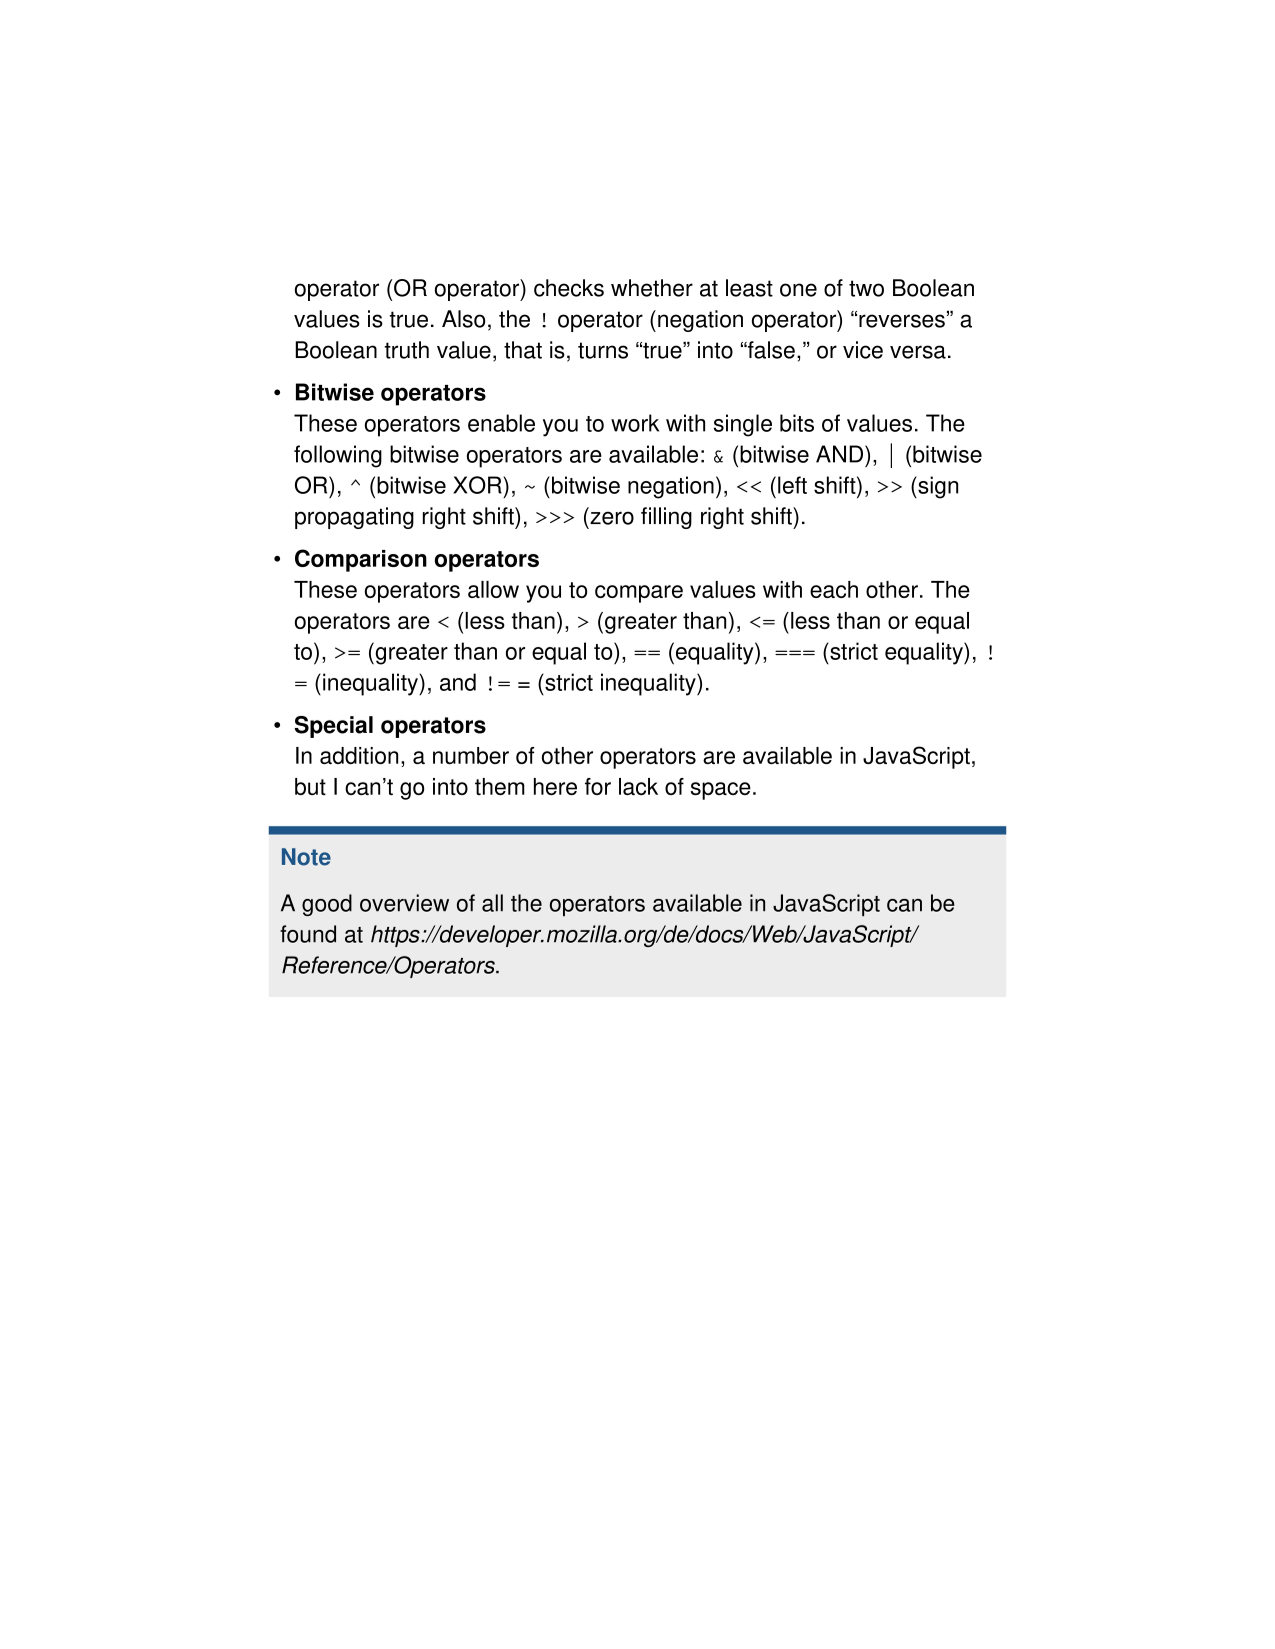 operator (OR operator) checks whether at least one of two Boolean
values is true. Also, the ! operator (negation operator) “reverses” a
Boolean truth value, that is, turns “true” into “false,” or vice versa.
• Bitwise operators
These operators enable you to work with single bits of values. The
following bitwise operators are available: & (bitwise AND), | (bitwise
OR), ^ (bitwise XOR), ~ (bitwise negation), << (left shift), >> (sign
propagating right shift), >>> (zero filling right shift).
• Comparison operators
These operators allow you to compare values with each other. The
operators are < (less than), > (greater than), <= (less than or equal
to), >= (greater than or equal to), == (equality), === (strict equality), !
= (inequality), and != = (strict inequality).
• Special operators
In addition, a number of other operators are available in JavaScript,
but I can’t go into them here for lack of space.
Note
A good overview of all the operators available in JavaScript can be
found at https://developer.mozilla.org/de/docs/Web/JavaScript/
Reference/Operators.